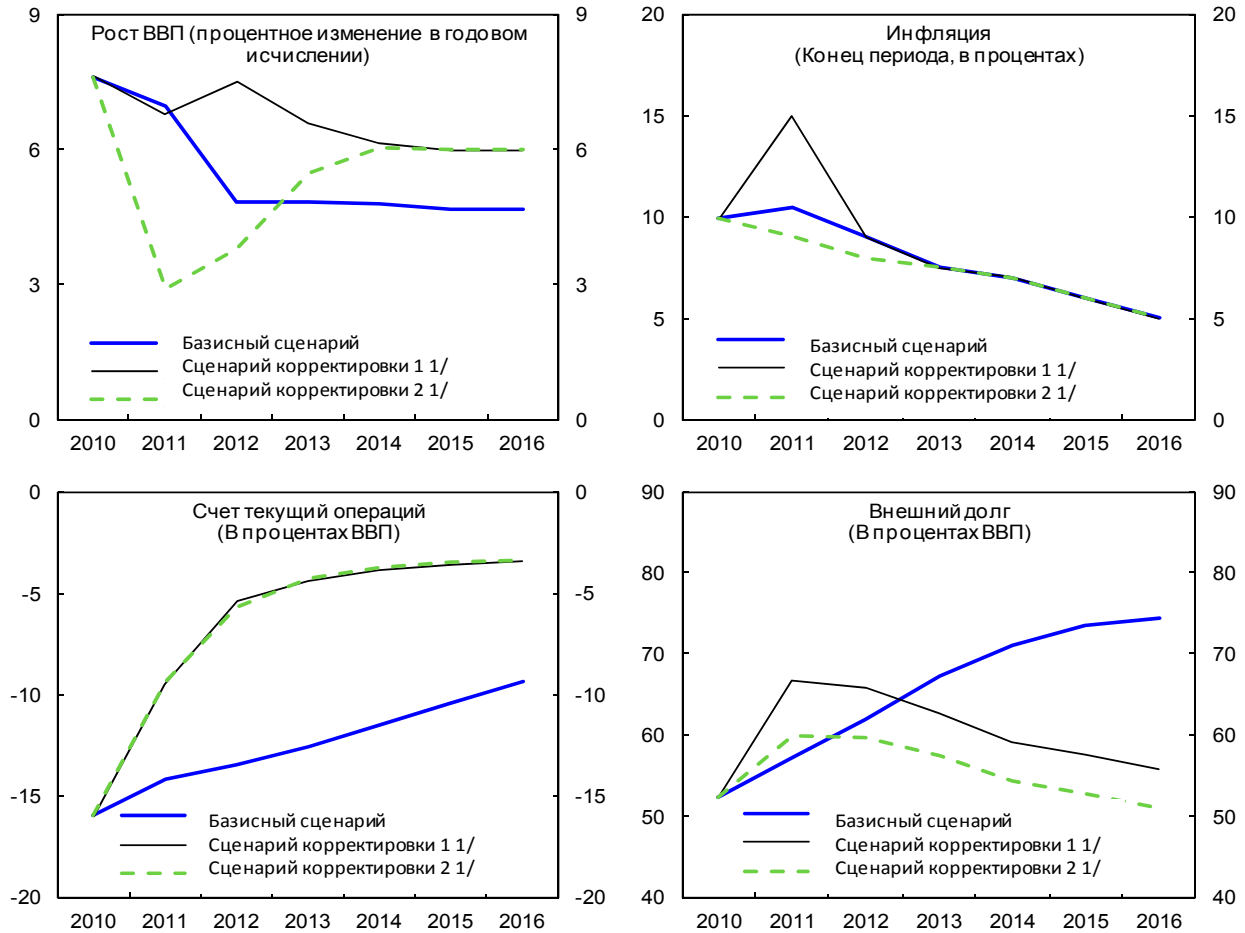 Рост ВВП (процентное изменение в годовом
исчислении)
9
6
3
0
9
6
3
0
Базисный сценарий
Сценарий корректировки 1 1/
Сценарий корректировки 2 1/
2010 2011 2012 2013 2014 2015 2016
Инфляция
(Конец периода, в процентах)
20
15
10
5
0
20
15
10
5
0
Базисный сценарий
Сценарий корректировки 1 1/
Сценарий корректировки 2 1/
2010 2011 2012 2013 2014 2015 2016
Счет текущий операций
(В процентах ВВП)
0
-5
-10
-15
-20
0
-5
-10
-15
-20
Базисный сценарий
Сценарий корректировки 1 1/
Сценарий корректировки 2 1/
2010 2011 2012 2013 2014 2015 2016
Внешний долг
(В процентах ВВП)
90
80
70
60
50
40
90
80
70
60
50
40
Базисный сценарий
Сценарий корректировки 1 1/
Сценарий корректировки 2 1/
2010 2011 2012 2013 2014 2015 2016